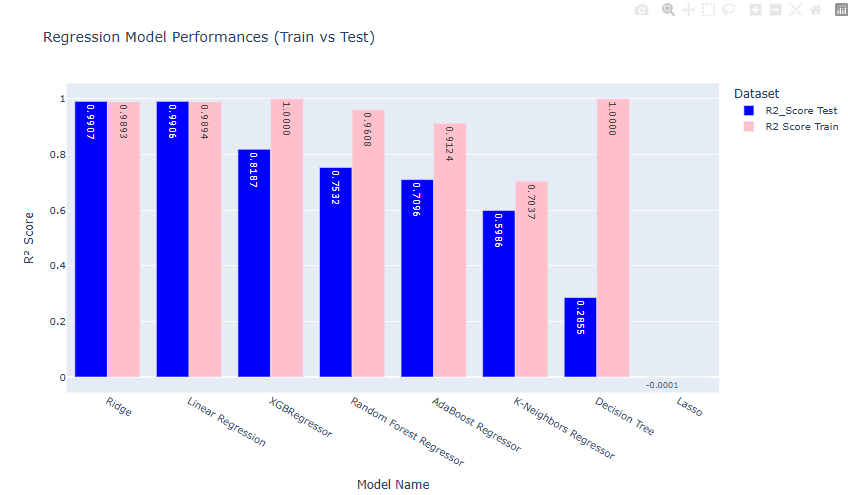 Regression Model Performances (Train vs Test)
Dataset
R2_Score Test
R2 Score Train
R² Score
1
0.8
0.6
0.4
0.2
0
0.9907
0.9893
0.9906
0.9894
0.8187
1.0000
0.7532
0.9608
0.7096
0.9124
0.5986
0.7037
0.2855
1.0000
-0.0001
Ridge
Linear Regression
XGBRegressor
Random Forest Regressor
AdaBoost Regressor
K-Neighbors Regressor
Decision Tree
Lasso
Model Name